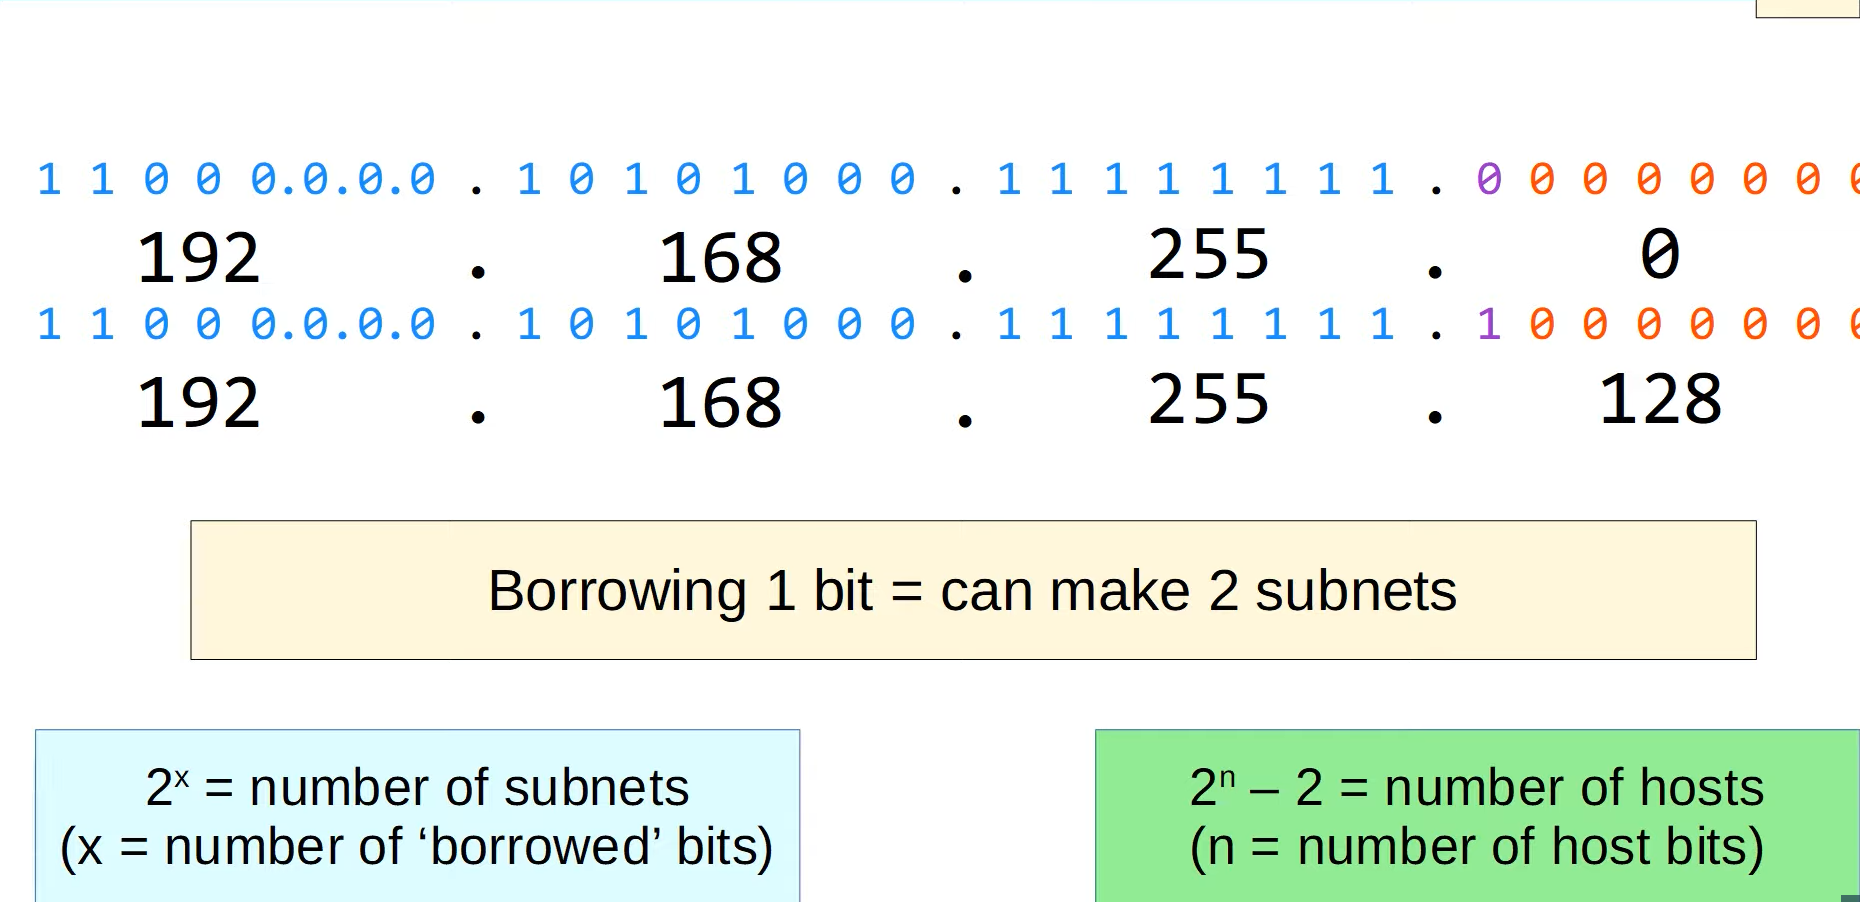 1 1 0 0 0.0.0.0 . 1 0 1 0 1 0 0 0 . 1 1 1 1 1 1 1 1 . 0 0 0 0 0 0 0 0
192 . 168 . 255 . 0
1 1 0 0 0.0.0.0 . 1 0 1 0 1 0 0 0 . 1 1 1 1 1 1 1 1 . 1 0 0 0 0 0 0 0
192 . 168 . 255 . 128
Borrowing 1 bit = can make 2 subnets
2ˣ = number of subnets
(x = number of ‘borrowed’ bits)
2ⁿ – 2 = number of hosts
(n = number of host bits)